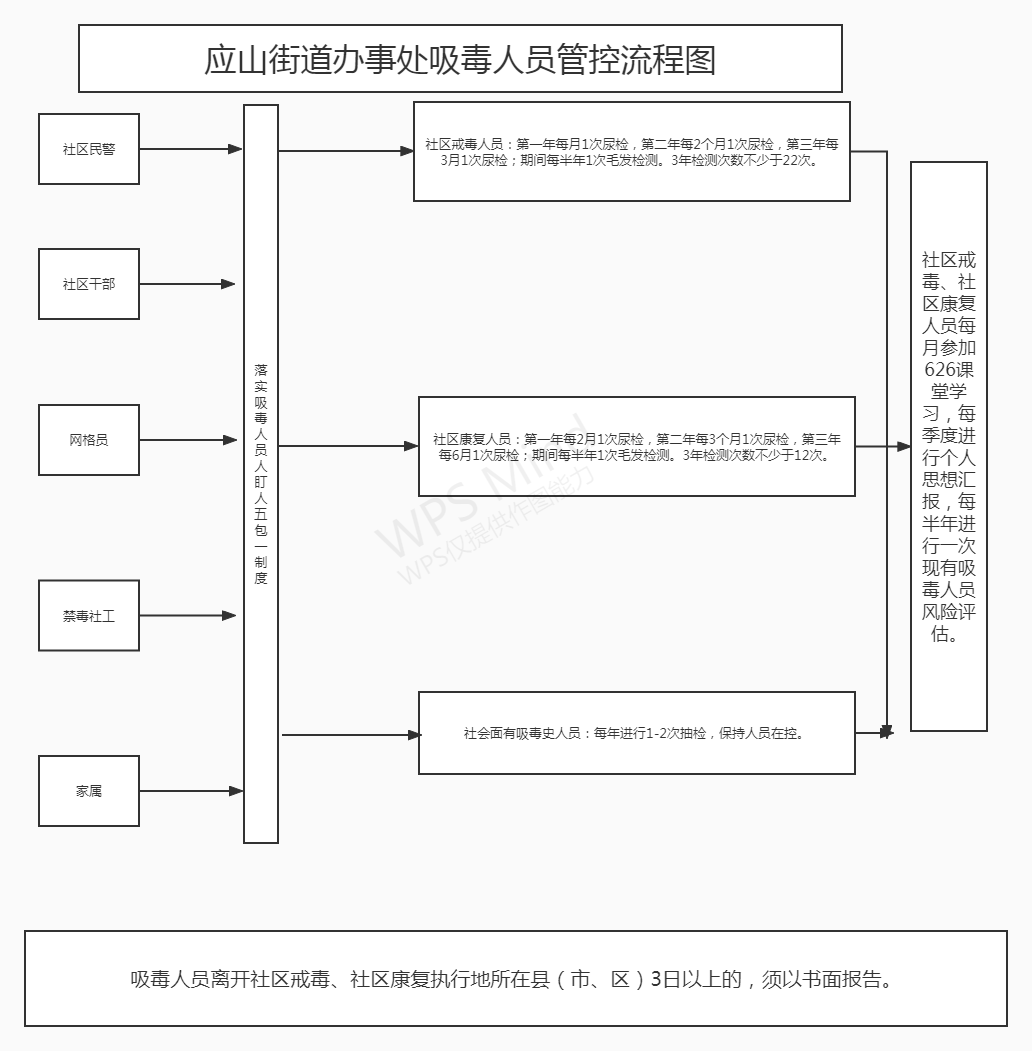 应山街道办事处吸毒人员管控流程图
社区民警
社区干部
网格员
禁毒社工
家属
落
实
吸
毒
人
员
人
盯
人
五
包
一
制
度
社区戒毒人员：第一年每月1次尿检，第二年每2个月1次尿检，第三年每
3月1次尿检；期间每半年1次毛发检测。3年检测次数不少于22次。
社区康复人员：第一年每2月1次尿检，第二年每3个月1次尿检，第三年
每6月1次尿检；期间每半年1次毛发检测。3年检测次数不少于12次。
社会面有吸毒史人员：每年进行1-2次抽检，保持人员在控。
社区戒
毒、社
区康复
人员每
月参加
626课
堂学
习，每
季度进
行个人
思想汇
报，每
半年进
行一次
现有吸
毒人员
风险评
估。
WPS Mind
WPS仅提供作图能力
吸毒人员离开社区戒毒、社区康复执行地所在县（市、区）3日以上的，须以书面报告。